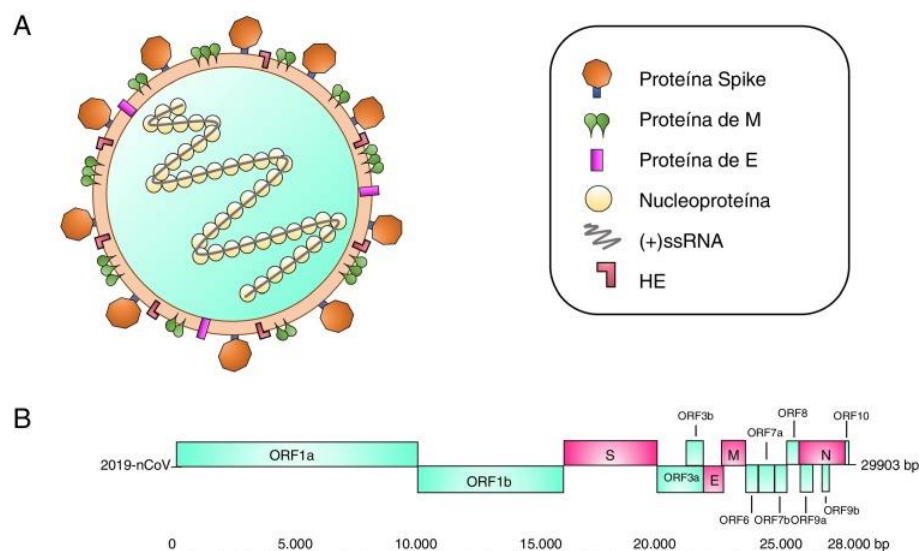 A
Proteína Spike
Proteína de M
Proteína de E
Nucleoproteína
(+)ssRNA
HE
B
ORF3b
ORF7a
ORF8
ORF10
2019-nCoV
ORF1a
S
M
N
29903 bp
ORF1b
ORF3a
E
ORF6
ORF7b
ORF9a
ORF9b
0 5.000 10.000 15.000 20.000 25.000 28.000 bp